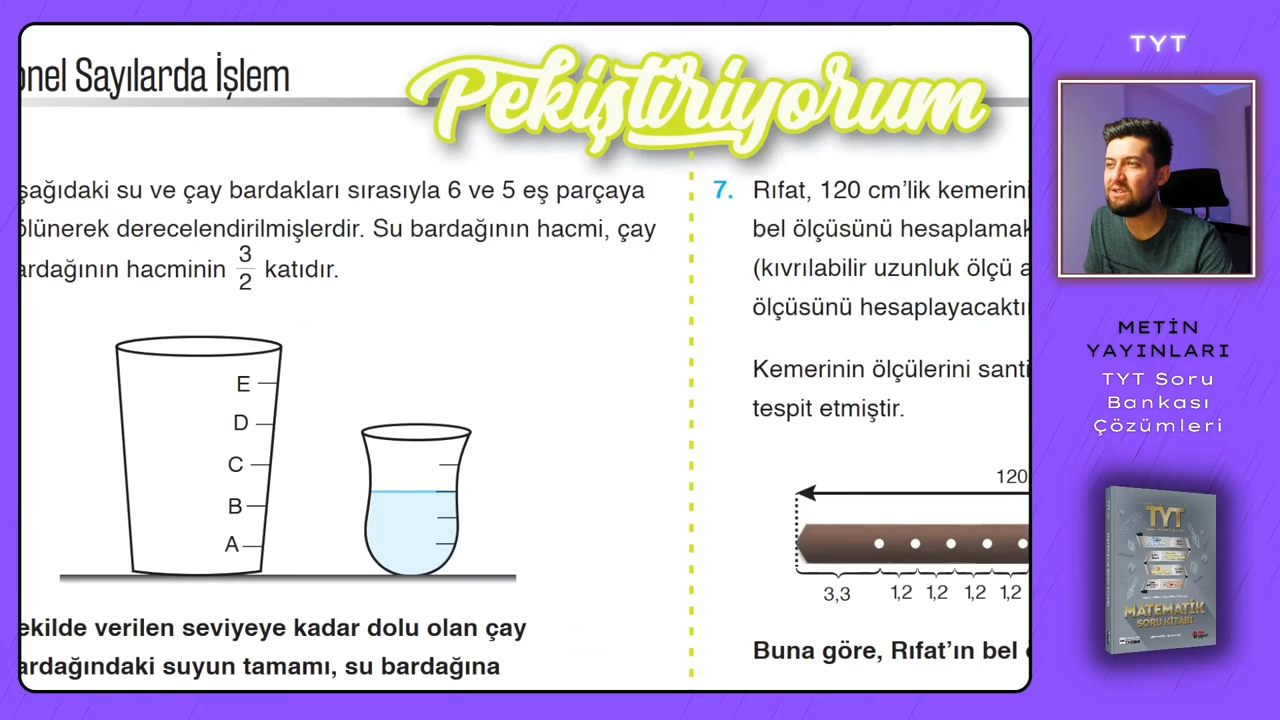 onel Sayılarda İşlem
Pekiştiriyorum
şağıdaki su ve çay bardakları sırasıyla 6 ve 5 eş parçaya
ölünerek derecelendirilmişlerdir. Su bardağının hacmi, çay
ardağının hacminin 3/2 katıdır.
E
D
C
B
A
ekilde verilen seviyeye kadar dolu olan çay
ardağındaki suyun tamamı, su bardağına
7. Rıfat, 120 cm’lik kemerini
bel ölçüsünü hesaplamak
(kıvrılabilir uzunluk ölçü a
ölçüsünü hesaplayacaktır
Kemerinin ölçülerini santi
tespit etmiştir.
120
3,3 1,2 1,2 1,2 1,2
Buna göre, Rıfat’ın bel
TYT
METİN
YAYINLARI
TYT Soru
Bankası
Çözümleri
TYT
MATEMATİK
SORU KİTABI